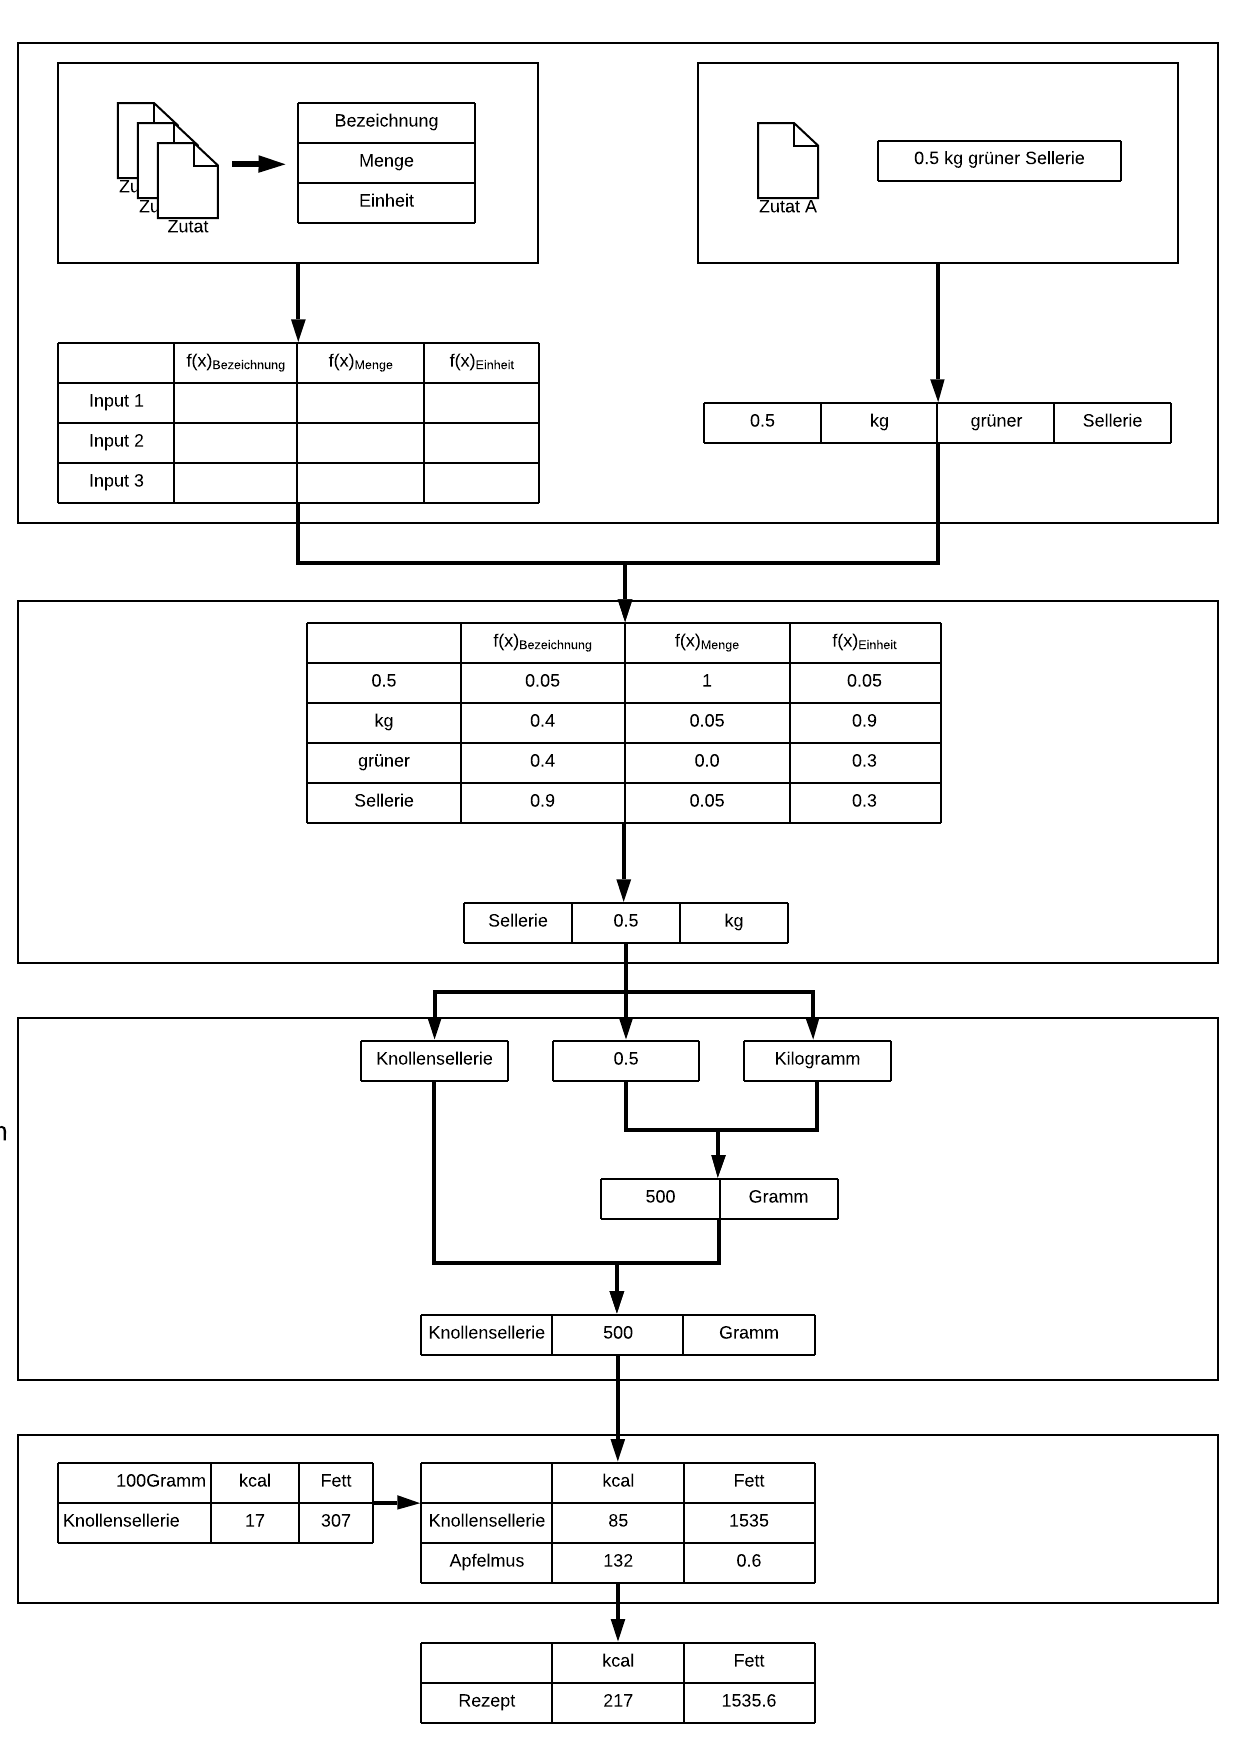 Bezeichnung
Menge
Einheit
Zu
Zu
Zutat
0.5 kg grüner Sellerie
Zutat A
f(x)Bezeichnung f(x)Menge f(x)Einheit
Input 1
Input 2
Input 3
0.5 kg grüner Sellerie
f(x)Bezeichnung f(x)Menge f(x)Einheit
0.5 0.05 1 0.05
kg 0.4 0.05 0.9
grüner 0.4 0.0 0.3
Sellerie 0.9 0.05 0.3
Sellerie 0.5 kg
Knollensellerie 0.5 Kilogramm
500 Gramm
Knollensellerie 500 Gramm
100Gramm kcal Fett
Knollensellerie 17 307
kcal Fett
Knollensellerie 85 1535
Apfelmus 132 0.6
kcal Fett
Rezept 217 1535.6